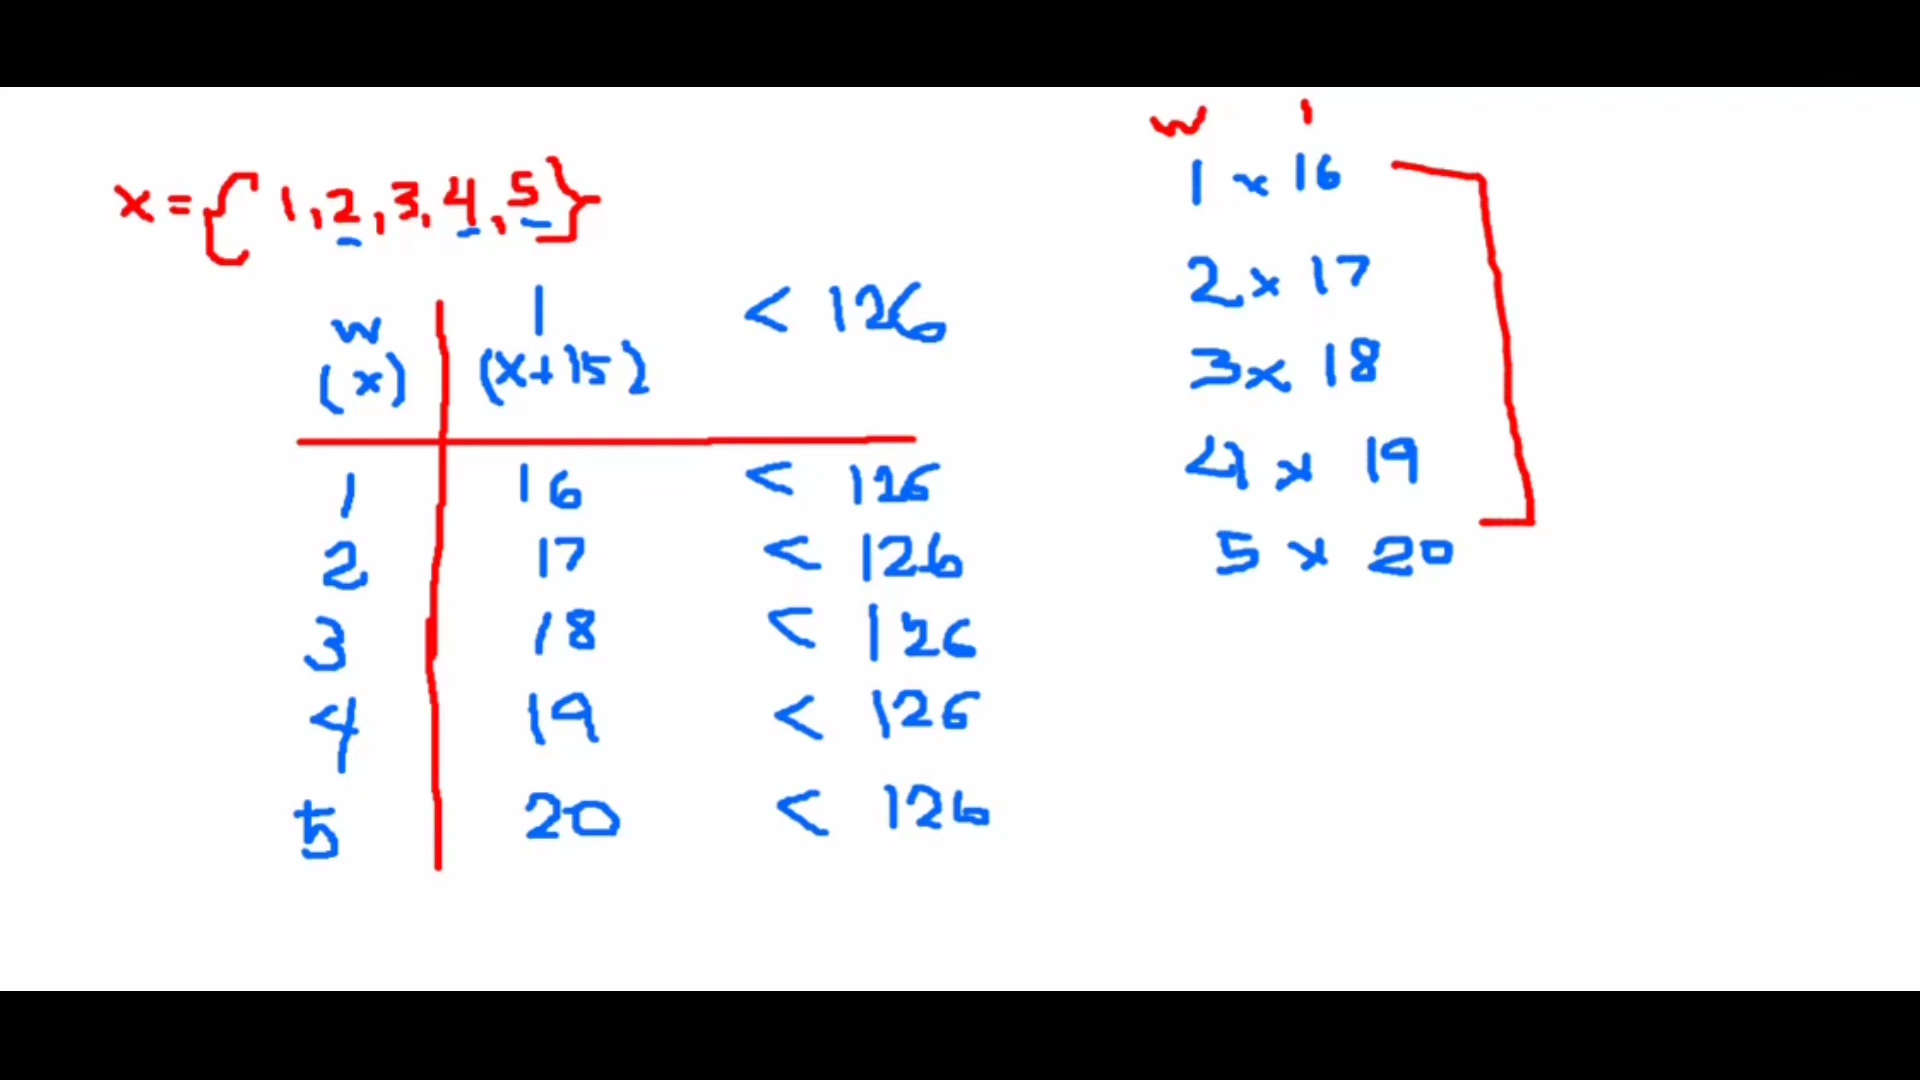 x = { 1, 2, 3, 4, 5 }
w l < 126
(x) (x+15)
1 16 < 126
2 17 < 126
3 18 < 126
4 19 < 126
5 20 < 126
w l
1 x 16
2 x 17
3 x 18
4 x 19
5 x 20